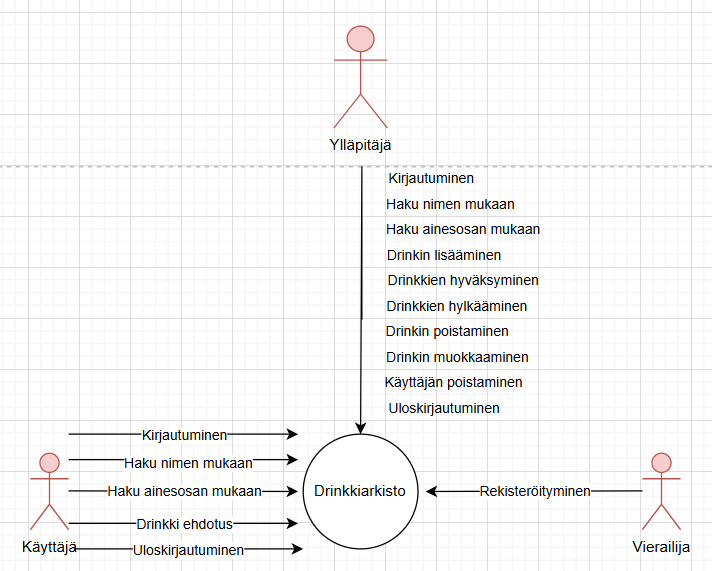 Ylläpitäjä
Kirjautuminen
Haku nimen mukaan
Haku ainesosan mukaan
Drinkin lisääminen
Drinkkien hyväksyminen
Drinkkien hylkääminen
Drinkin poistaminen
Drinkin muokkaaminen
Käyttäjän poistaminen
Uloskirjautuminen
Kirjautuminen
Haku nimen mukaan
Haku ainesosan mukaan
Drinkki ehdotus
Uloskirjautuminen
Käyttäjä
Drinkkiarkisto
Rekisteröityminen
Vierailija